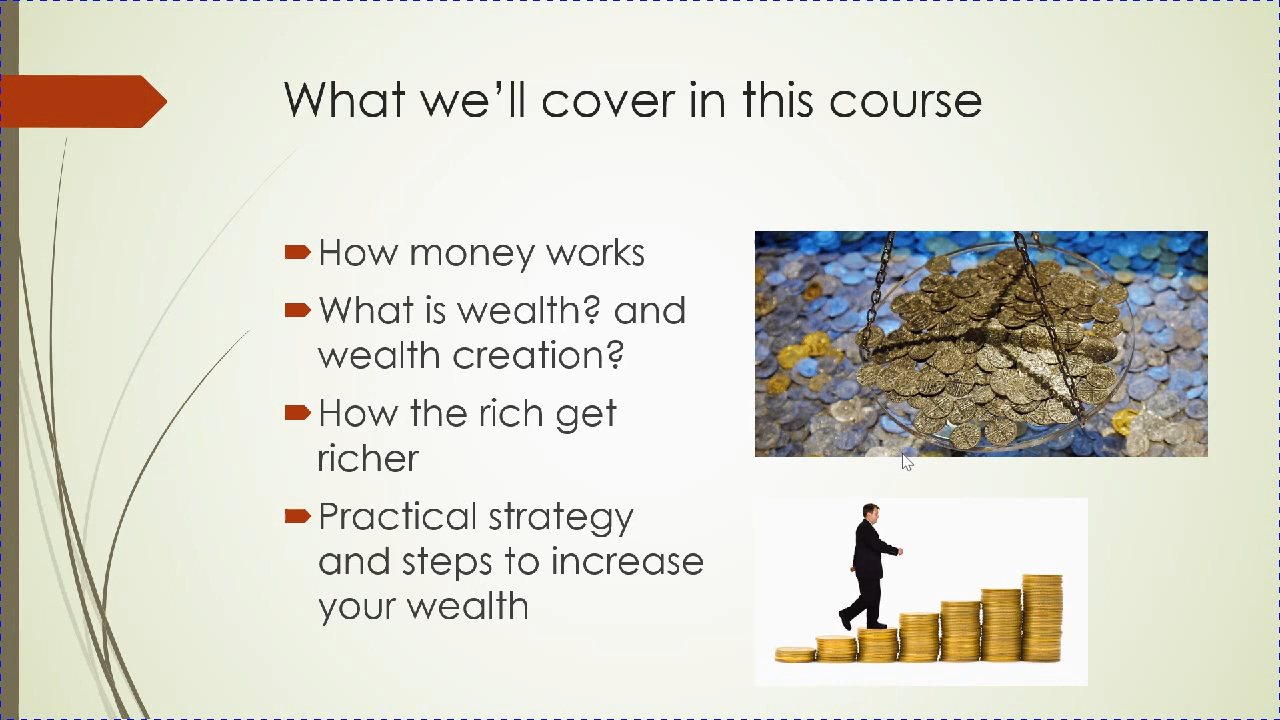 What we’ll cover in this course
How money works
What is wealth? and
wealth creation?
How the rich get
richer
Practical strategy
and steps to increase
your wealth